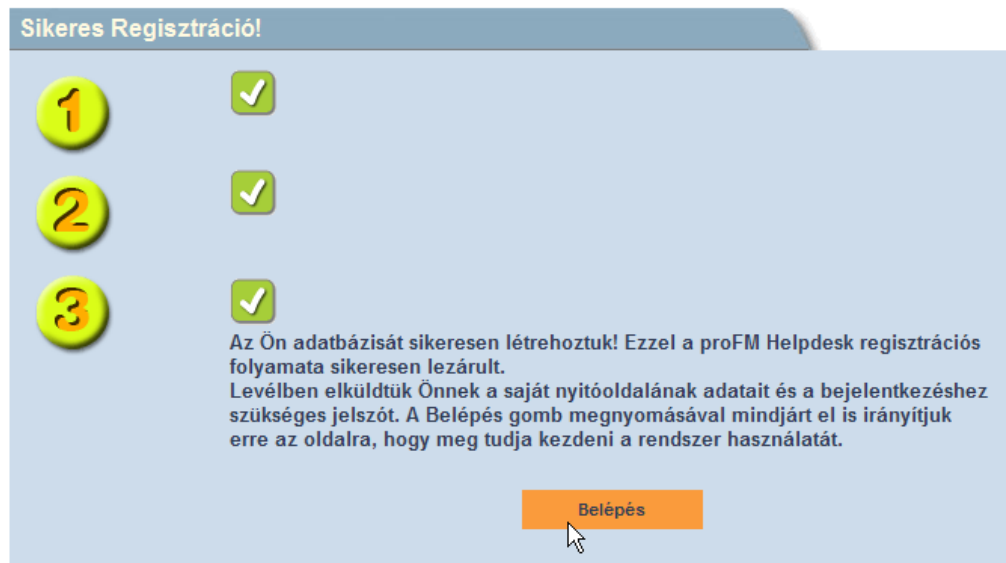 Sikeres Regisztráció!
1
2
3
Az Ön adatbázisát sikeresen létrehoztuk! Ezzel a proFM Helpdesk regisztrációs
folyamata sikeresen lezárult.
Levélben elküldtük Önnek a saját nyitóoldalának adatait és a bejelentkezéshez
szükséges jelszót. A Belépés gomb megnyomásával mindjárt el is irányítjuk
erre az oldalra, hogy meg tudja kezdeni a rendszer használatát.
Belépés